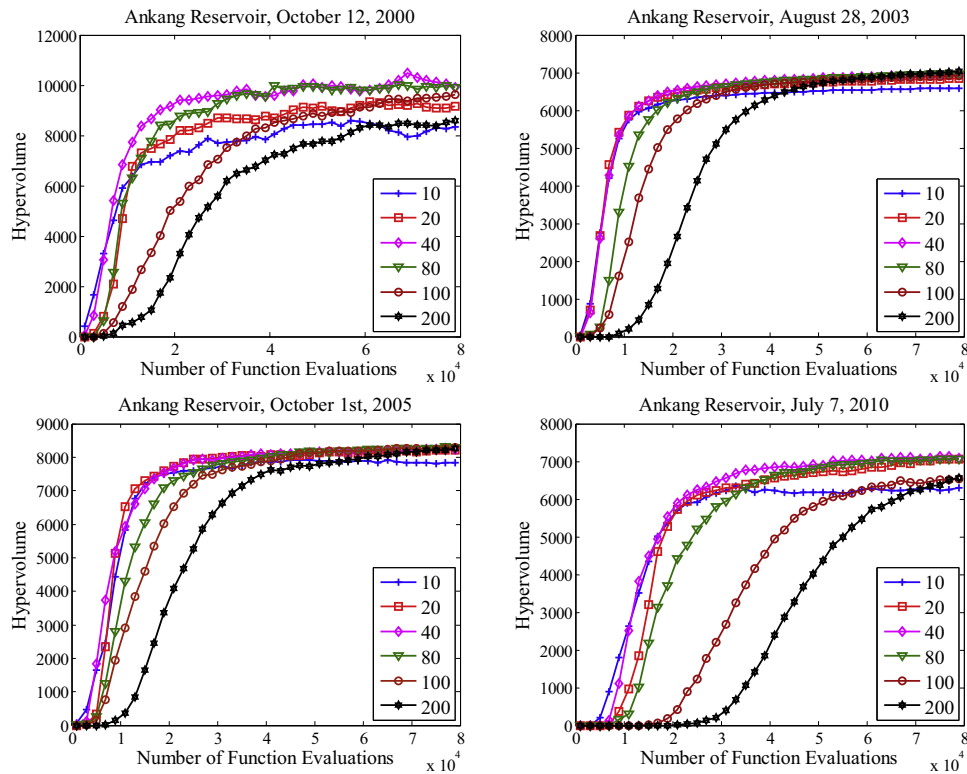 Ankang Reservoir, October 12, 2000
12000
10000
8000
6000
4000
2000
0
Hypervolume
0 2 4 6 8
Number of Function Evaluations
x 10^4
10
20
40
80
100
200
Ankang Reservoir, August 28, 2003
8000
7000
6000
5000
4000
3000
2000
1000
0
Hypervolume
0 1 2 3 4 5 6 7 8
Number of Function Evaluations
x 10^4
10
20
40
80
100
200
Ankang Reservoir, October 1st, 2005
9000
8000
7000
6000
5000
4000
3000
2000
1000
0
Hypervolume
0 1 2 3 4 5 6 7 8
Number of Function Evaluations
x 10^4
10
20
40
80
100
200
Ankang Reservoir, July 7, 2010
8000
7000
6000
5000
4000
3000
2000
1000
0
Hypervolume
0 1 2 3 4 5 6 7 8
Number of Function Evaluations
x 10^4
10
20
40
80
100
200